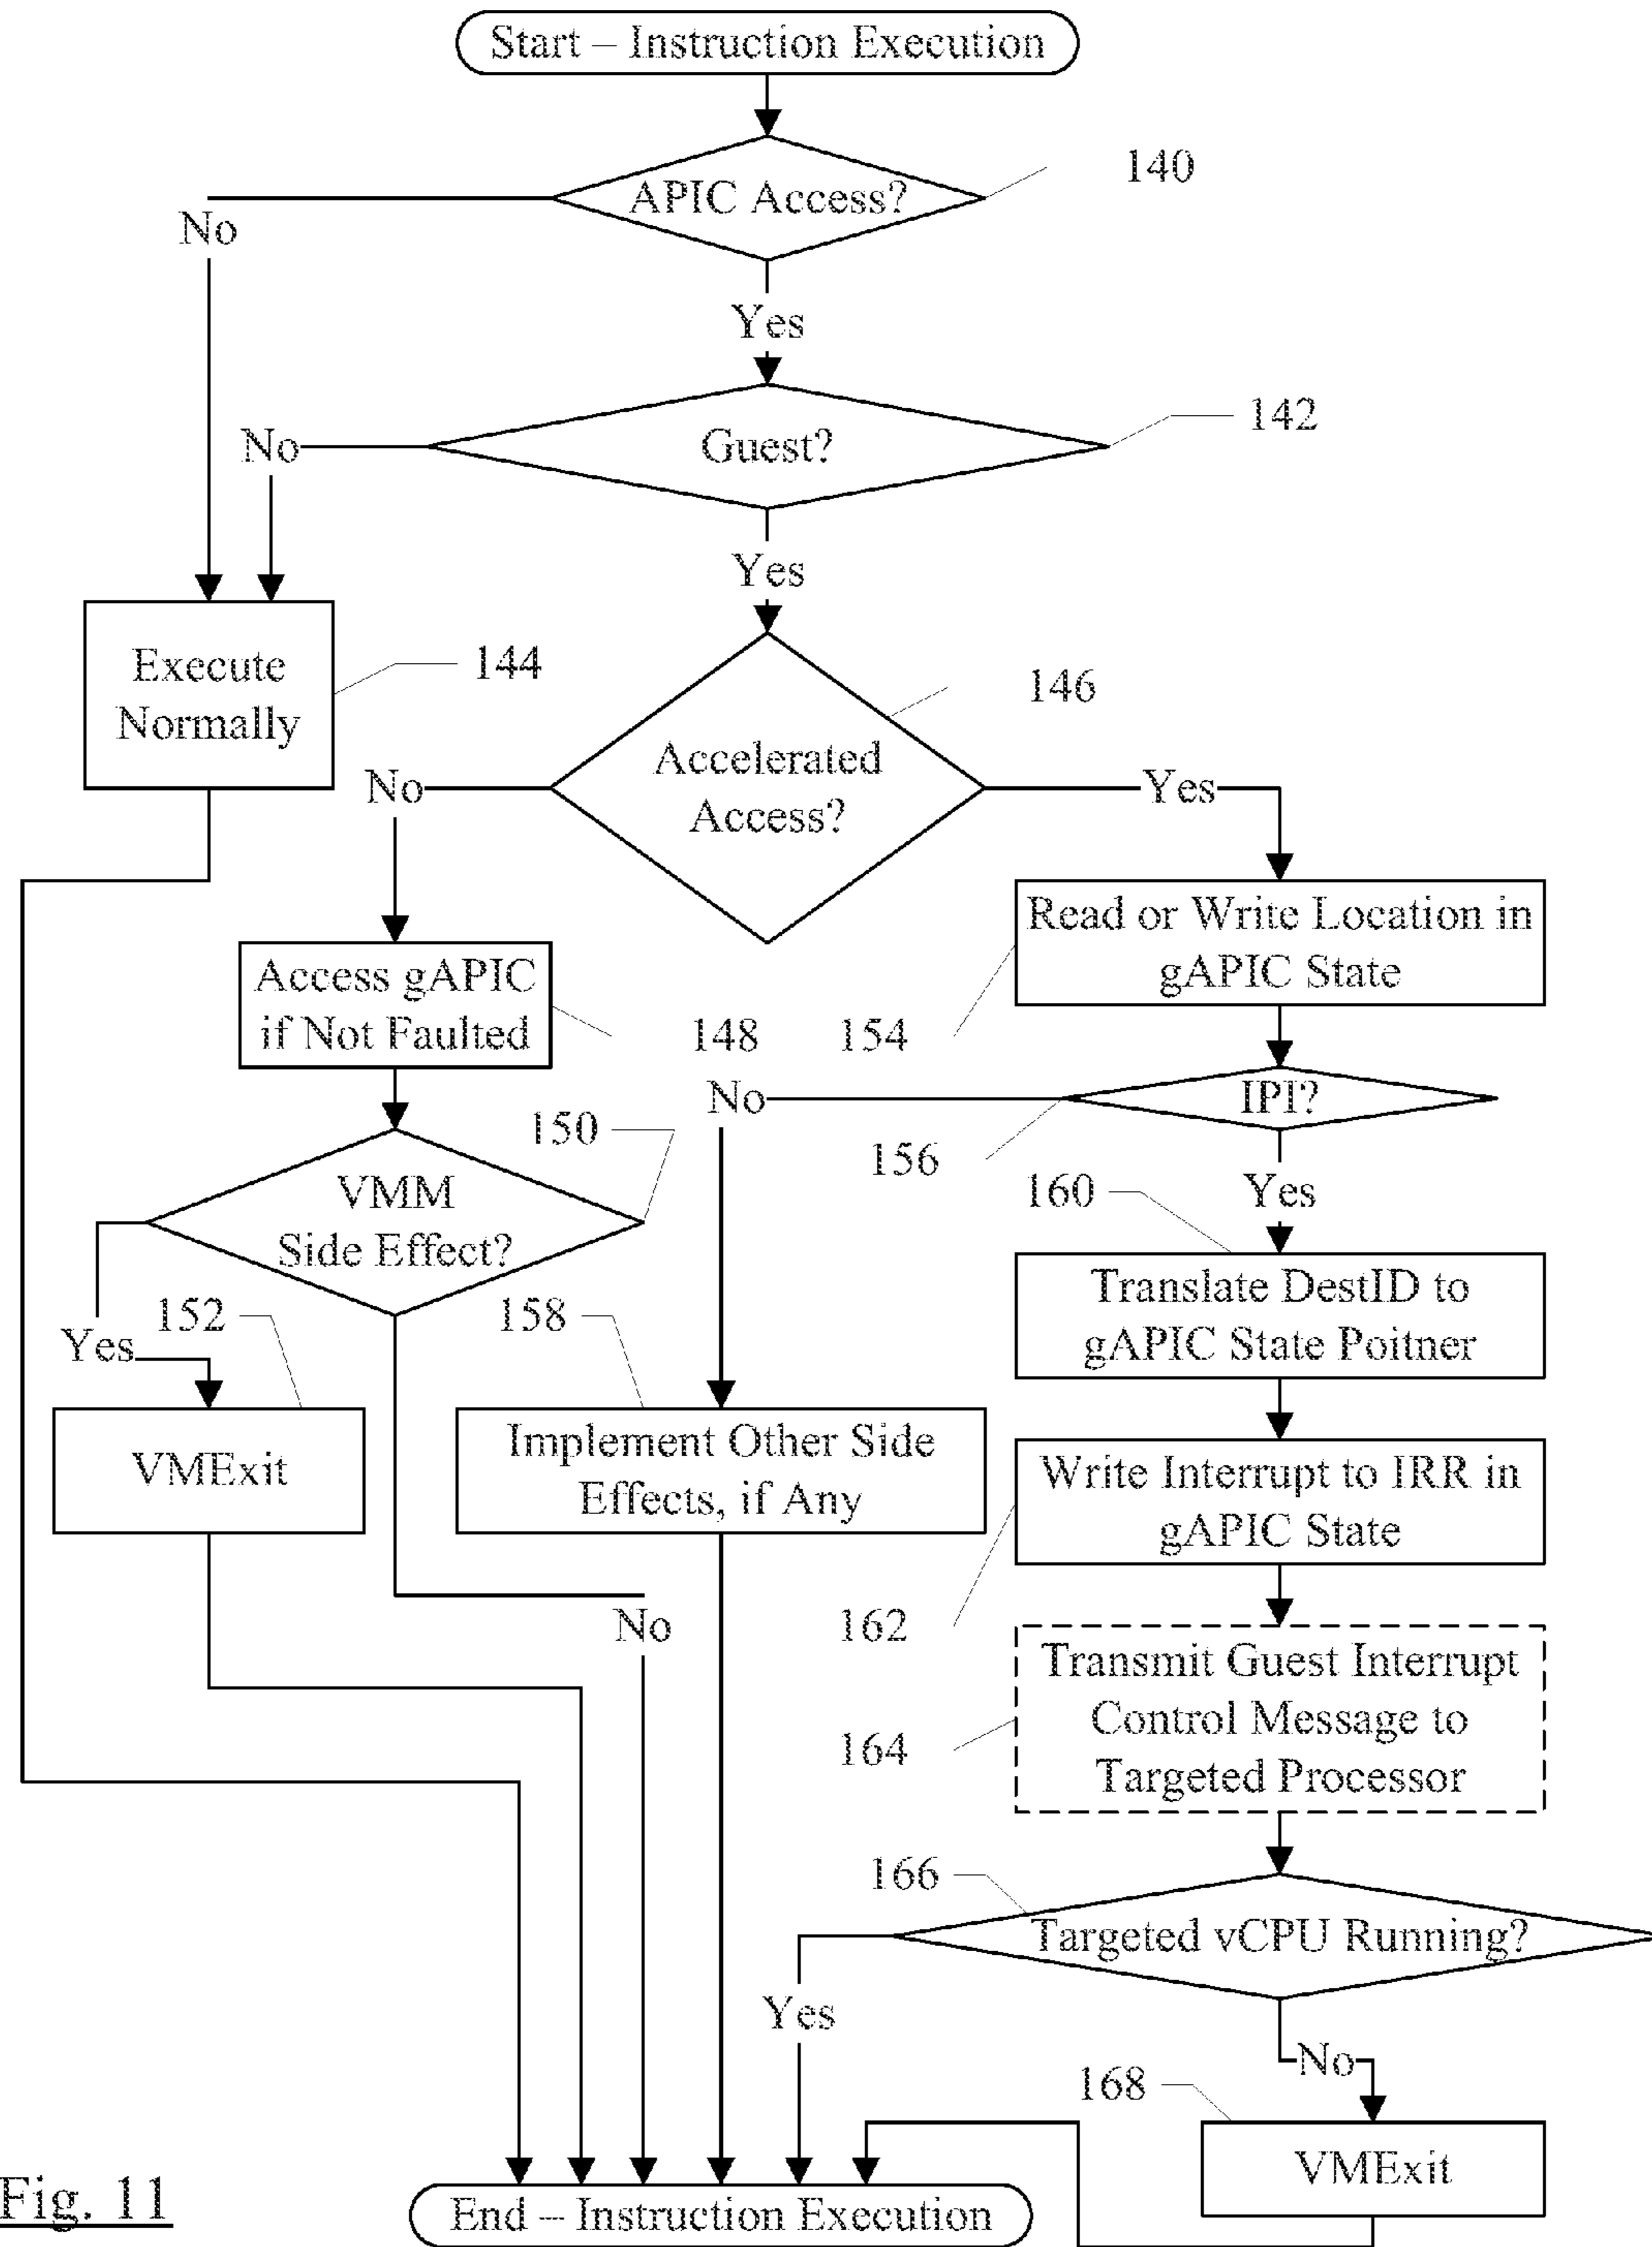 Start – Instruction Execution
APIC Access?
140
No
Yes
Guest?
142
No
Yes
Execute
Normally
144
146
Accelerated
Access?
No
Yes
Read or Write Location in
gAPIC State
Access gAPIC
if Not Faulted
148
154
No
IPI?
150
156
VMM
Side Effect?
160
Yes
Translate DestID to
gAPIC State Poitner
Yes
152
158
VMExit
Implement Other Side
Effects, if Any
Write Interrupt to IRR in
gAPIC State
No
162
Transmit Guest Interrupt
Control Message to
Targeted Processor
164
166
Targeted vCPU Running?
Yes
No
168
VMExit
Fig. 11
End – Instruction Execution